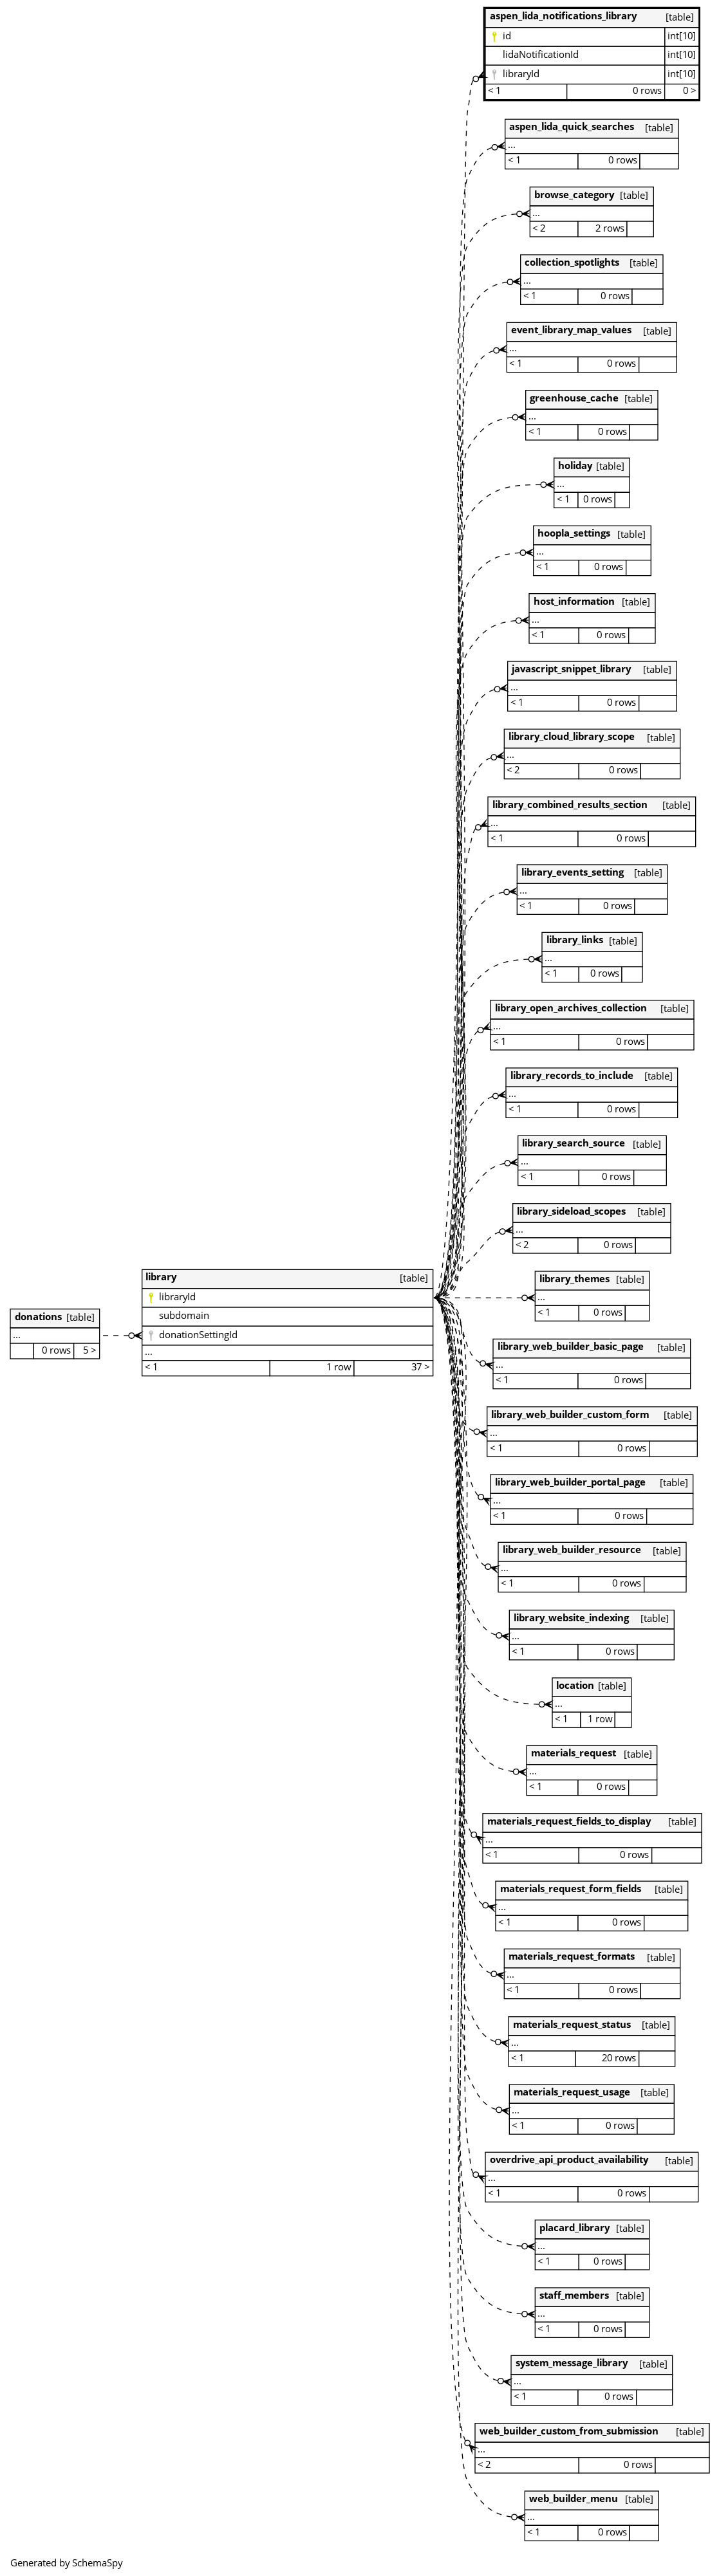 aspen_lida_notifications_library [table]
id int[10]
lidaNotificationId int[10]
libraryId int[10]
< 1 0 rows 0 >
aspen_lida_quick_searches [table]
...
< 1 0 rows
browse_category [table]
...
< 2 2 rows
collection_spotlights [table]
...
< 1 0 rows
event_library_map_values [table]
...
< 1 0 rows
greenhouse_cache [table]
...
< 1 0 rows
holiday [table]
...
< 1 0 rows
hoopla_settings [table]
...
< 1 0 rows
host_information [table]
...
< 1 0 rows
javascript_snippet_library [table]
...
< 1 0 rows
library_cloud_library_scope [table]
...
< 2 0 rows
library_combined_results_section [table]
...
< 1 0 rows
library_events_setting [table]
...
< 1 0 rows
library_links [table]
...
< 1 0 rows
library_open_archives_collection [table]
...
< 1 0 rows
library_records_to_include [table]
...
< 1 0 rows
library_search_source [table]
...
< 1 0 rows
library_sideload_scopes [table]
...
< 2 0 rows
library [table]
libraryId
subdomain
donationSettingId
...
< 1 1 row 37 >
donations [table]
...
0 rows 5 >
library_themes [table]
...
< 1 0 rows
library_web_builder_basic_page [table]
...
< 1 0 rows
library_web_builder_custom_form [table]
...
< 1 0 rows
library_web_builder_portal_page [table]
...
< 1 0 rows
library_web_builder_resource [table]
...
< 1 0 rows
library_website_indexing [table]
...
< 1 0 rows
location [table]
...
< 1 1 row
materials_request [table]
...
< 1 0 rows
materials_request_fields_to_display [table]
...
< 1 0 rows
materials_request_form_fields [table]
...
< 1 0 rows
materials_request_formats [table]
...
< 1 0 rows
materials_request_status [table]
...
< 1 20 rows
materials_request_usage [table]
...
< 1 0 rows
overdrive_api_product_availability [table]
...
< 1 0 rows
placard_library [table]
...
< 1 0 rows
staff_members [table]
...
< 1 0 rows
system_message_library [table]
...
< 1 0 rows
web_builder_custom_from_submission [table]
...
< 2 0 rows
web_builder_menu [table]
...
< 1 0 rows
Generated by SchemaSpy